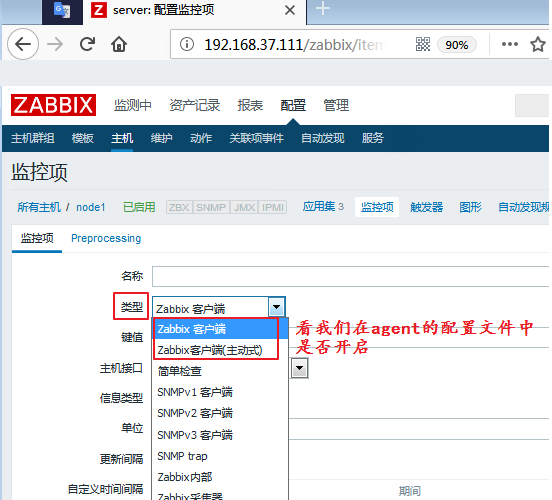 server: 配置监控项
192.168.37.111/zabbix/item
90%
ZABBIX 监测中 资产记录 报表 配置 管理
主机群组 模板 主机 维护 动作 关联项事件 自动发现 服务
监控项
所有主机 / node1 已启用 ZBX SNMP JMX IPMI 应用集 3 监控项 触发器 图形 自动发现规
监控项 Preprocessing
名称
类型 Zabbix 客户端
Zabbix 客户端
键值 Zabbix客户端(主动式)
看我们在agent的配置文件中
是否开启
主机接口 简单检查
信息类型 SNMPv1 客户端
SNMPv2 客户端
单位 SNMPv3 客户端
更新间隔 SNMP trap
Zabbix内部
自定义时间间隔 Zabbix采集器
期间